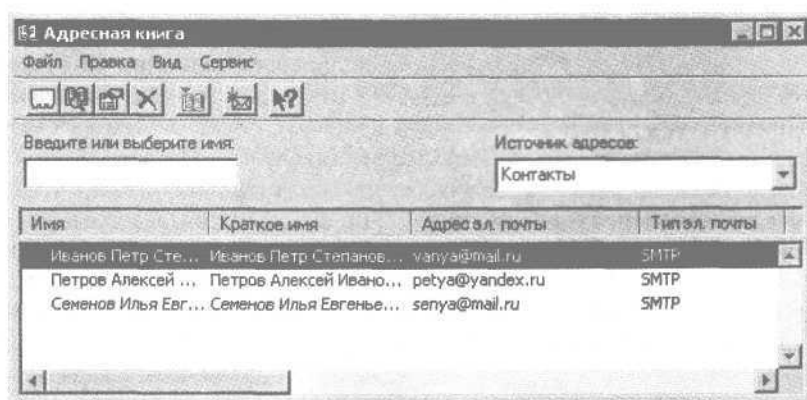 Адресная книга
Файл Правка Вид Сервис
Введите или выберите имя: Источник адресов:
Контакты
Имя Краткое имя Адрес эл. почты Тип эл. почты
Иванов Петр Сте... Иванов Петр Степанов... vanya@mail.ru SMTP
Петров Алексей ... Петров Алексей Ивано... petya@yandex.ru SMTP
Семенов Илья Евг... Семенов Илья Евгенье... senya@mail.ru SMTP